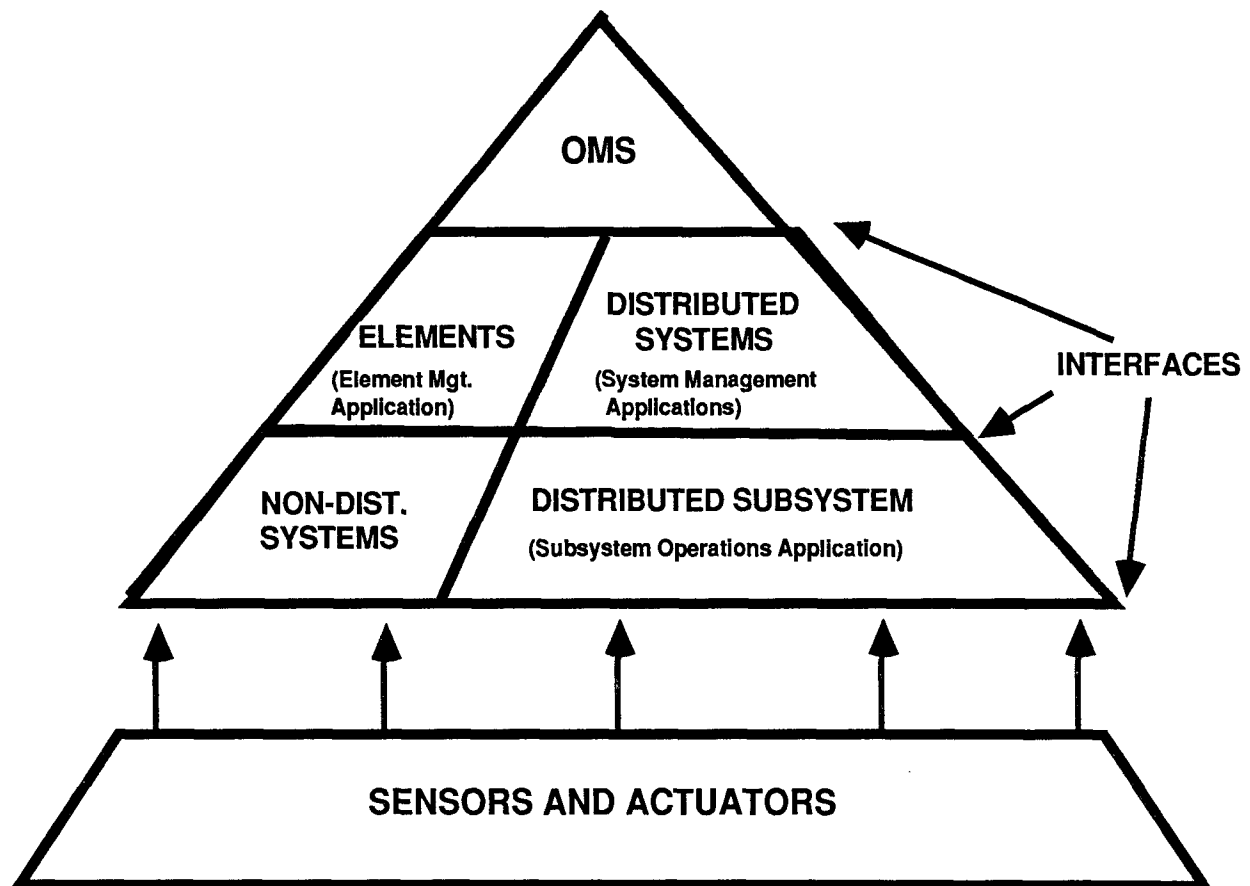 OMS
ELEMENTS
(Element Mgt.
Application)
DISTRIBUTED
SYSTEMS
(System Management
Applications)
INTERFACES
NON-DIST.
SYSTEMS
DISTRIBUTED SUBSYSTEM
(Subsystem Operations Application)
SENSORS AND ACTUATORS